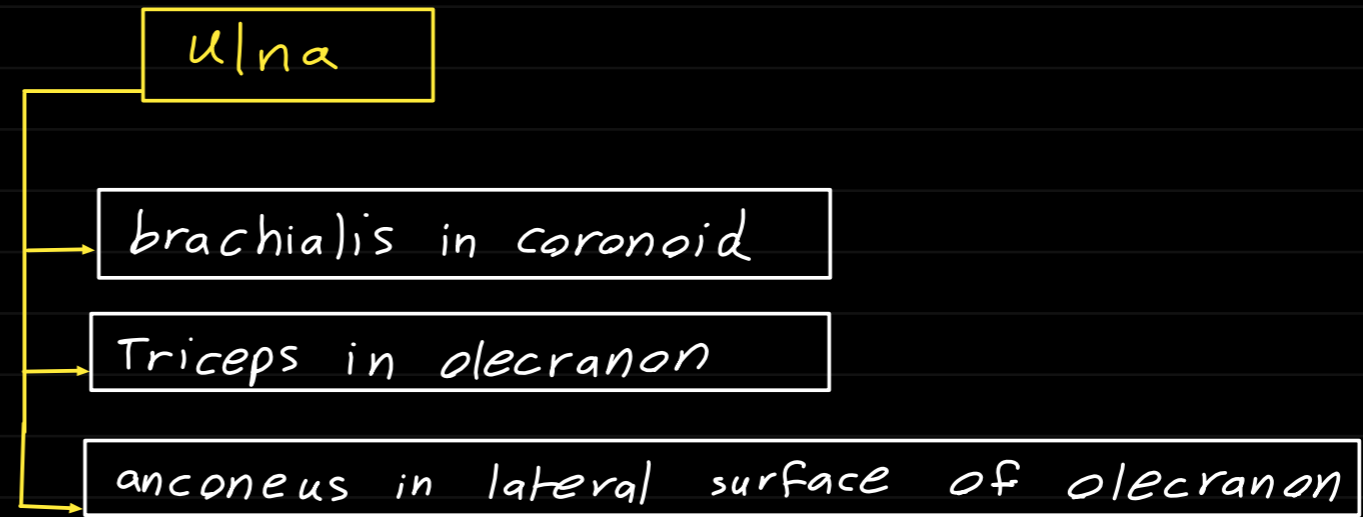 Ulna
brachialis in coronoid
Triceps in olecranon
anconeus in lateral surface of olecranon